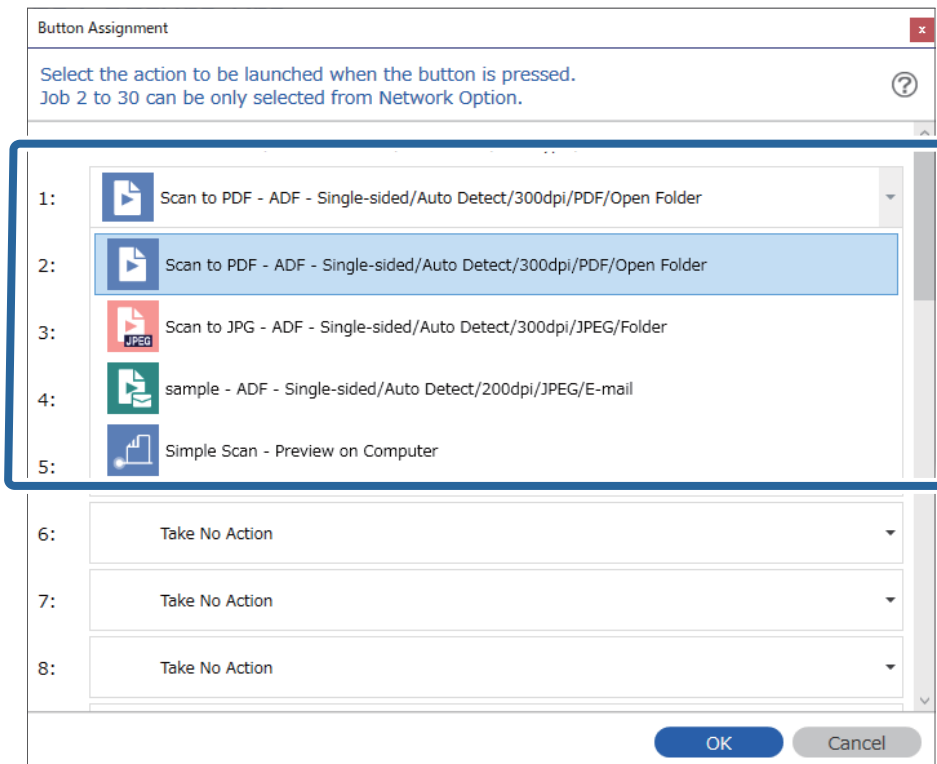 Button Assignment
x
Select the action to be launched when the button is pressed.
Job 2 to 30 can be only selected from Network Option.
?
1:
Scan to PDF - ADF - Single-sided/Auto Detect/300dpi/PDF/Open Folder
2:
Scan to PDF - ADF - Single-sided/Auto Detect/300dpi/PDF/Open Folder
3:
JPEG
Scan to JPG - ADF - Single-sided/Auto Detect/300dpi/JPEG/Folder
4:
sample - ADF - Single-sided/Auto Detect/200dpi/JPEG/E-mail
5:
Simple Scan - Preview on Computer
6:
Take No Action
7:
Take No Action
8:
Take No Action
OK
Cancel